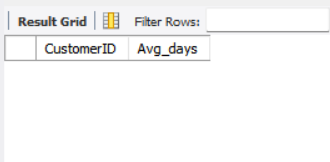 Result Grid Filter Rows:
CustomerID Avg_days